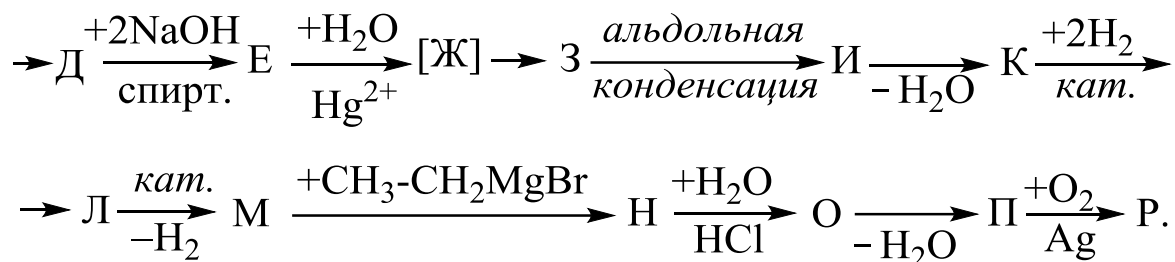 +2NaOH +H₂O альдольная +2H₂
→ Д → Е → [Ж] → З → И → К →
спирт. Hg²⁺ конденсация – H₂O кат.
кат. +CH₃-CH₂MgBr +H₂O +O₂
→ Л → М → Н → О → П → Р.
–H₂ HCl – H₂O Ag